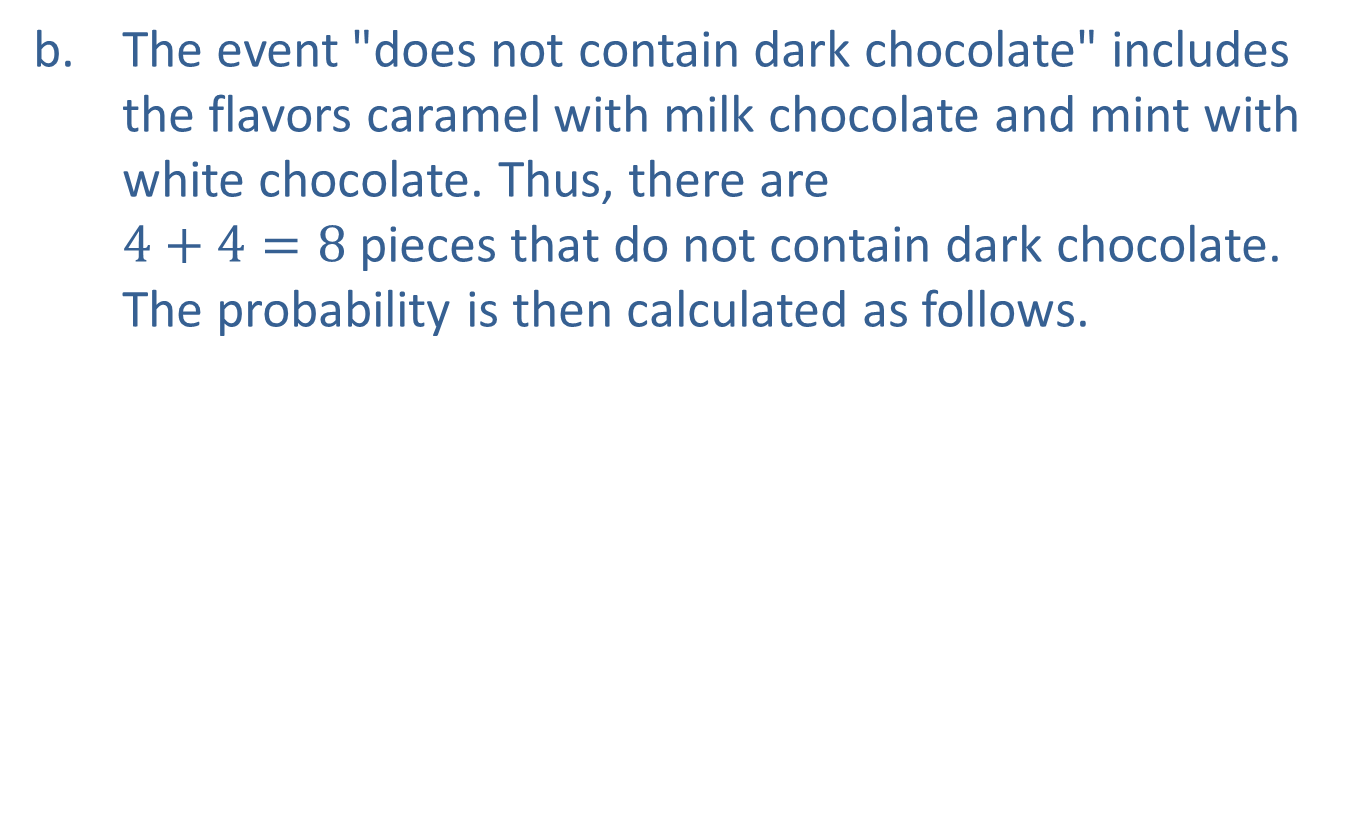 b. The event "does not contain dark chocolate" includes
the flavors caramel with milk chocolate and mint with
white chocolate. Thus, there are
4 + 4 = 8 pieces that do not contain dark chocolate.
The probability is then calculated as follows.